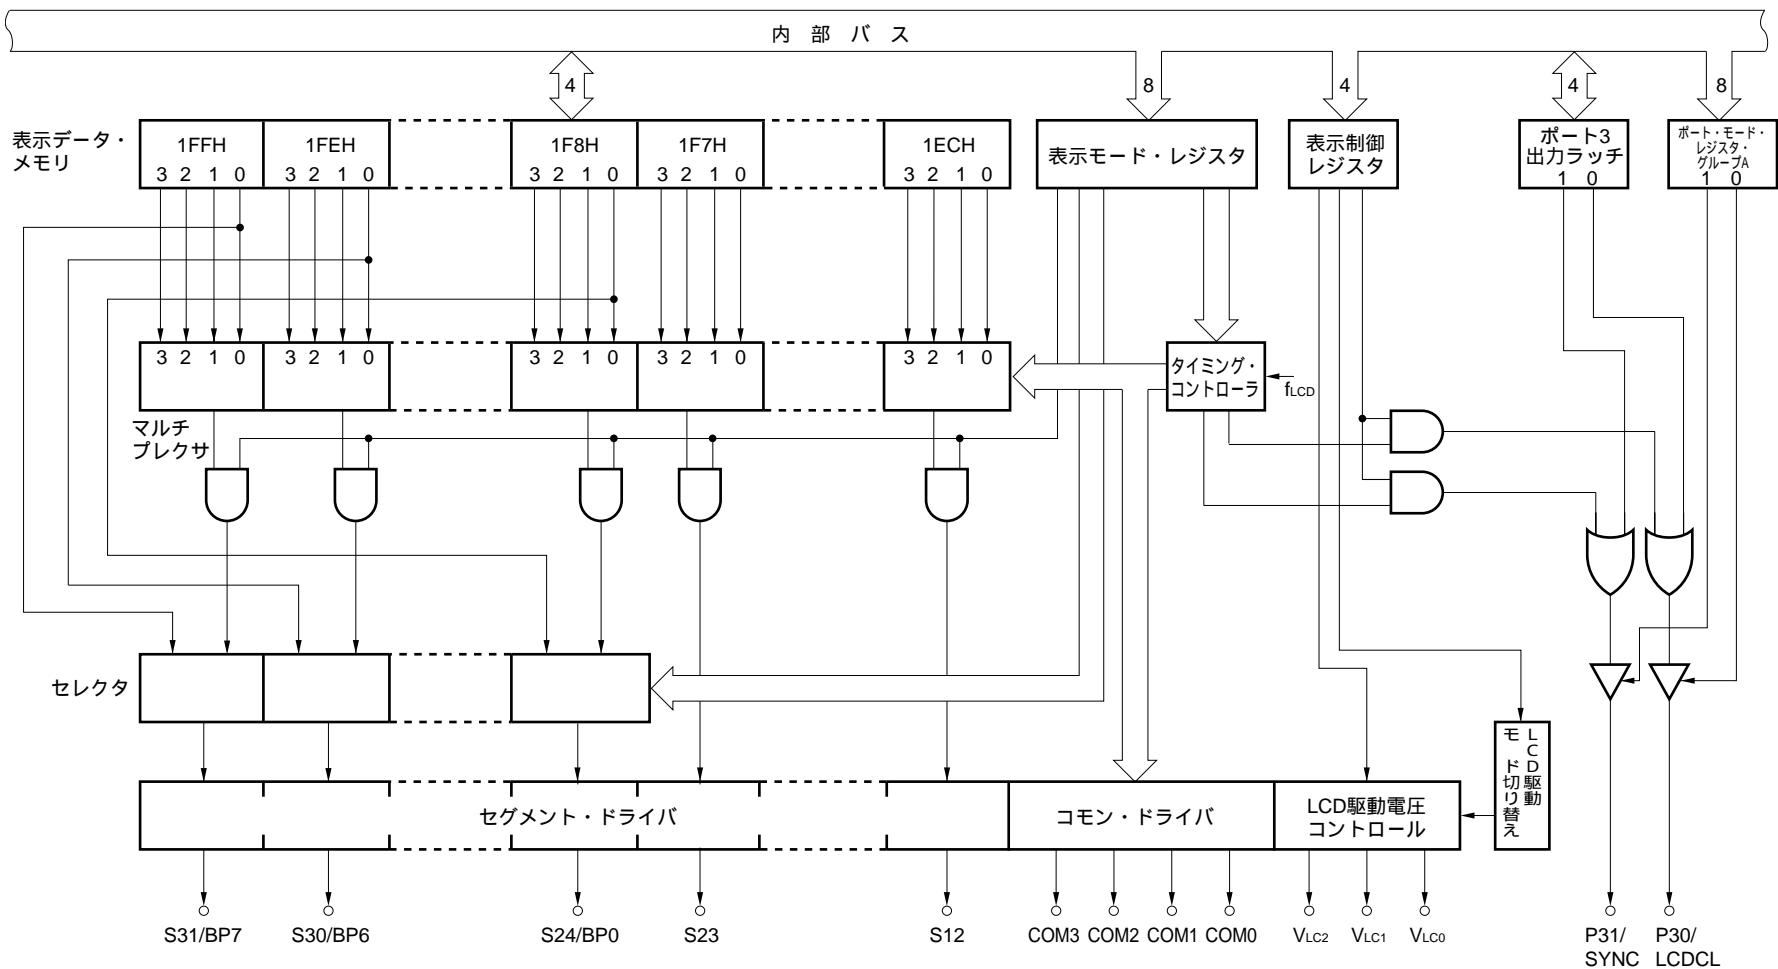 内 部 バ ス
4
8
4
4
8
表示データ・
メモリ
1FFH
3 2 1 0
1FEH
3 2 1 0
1F8H
3 2 1 0
1F7H
3 2 1 0
1ECH
3 2 1 0
表示モード・レジスタ
表示制御
レジスタ
ポート3
出力ラッチ
1 0
ポート・モード・
レジスタ・
グループA
1 0
3 2 1 0
3 2 1 0
3 2 1 0
3 2 1 0
3 2 1 0
タイミング・
コントローラ
fLCD
マルチ
プレクサ
セレクタ
LCD駆動
モード切り替え
セグメント・ドライバ
コモン・ドライバ
LCD駆動電圧
コントロール
S31/BP7
S30/BP6
S24/BP0
S23
S12
COM3
COM2
COM1
COM0
VLC2
VLC1
VLC0
P31/
SYNC
P30/
LCDCL